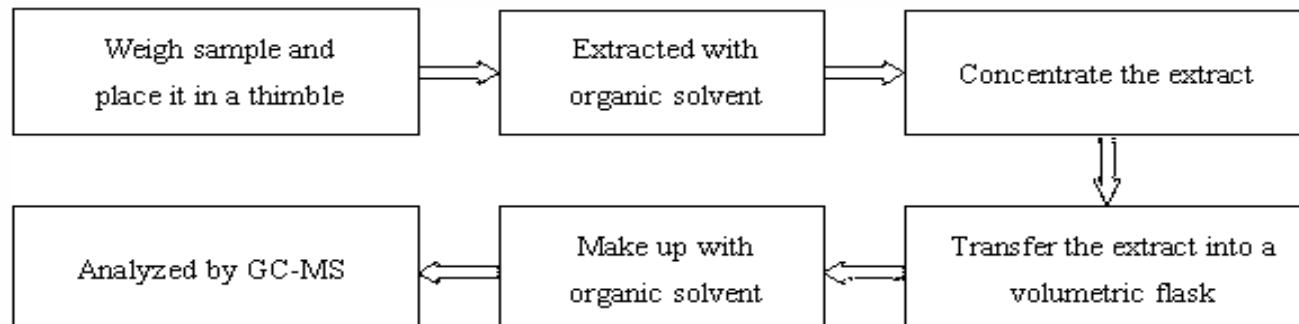 Weigh sample and
place it in a thimble
Extracted with
organic solvent
Concentrate the extract
Transfer the extract into a
volumetric flask
Make up with
organic solvent
Analyzed by GC-MS